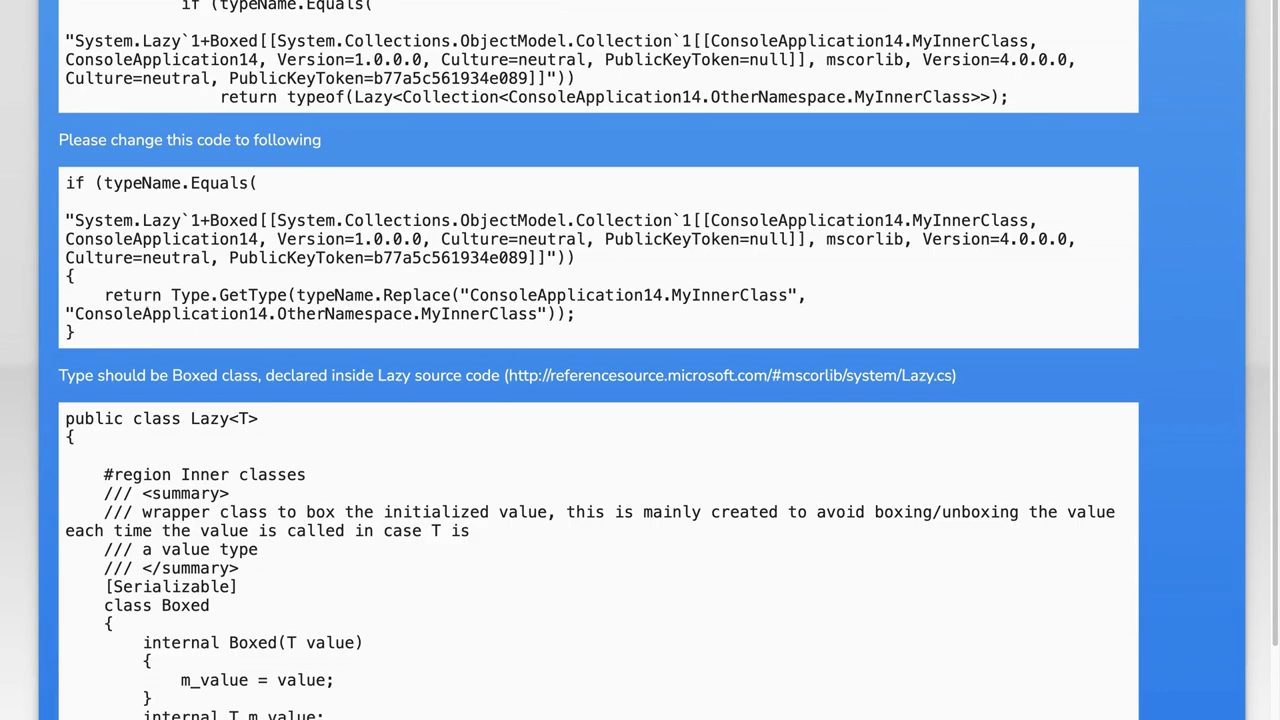 if (typeName.Equals(
"System.Lazy`1+Boxed[[System.Collections.ObjectModel.Collection`1[[ConsoleApplication14.MyInnerClass,
ConsoleApplication14, Version=1.0.0.0, Culture=neutral, PublicKeyToken=null]], mscorlib, Version=4.0.0.0,
Culture=neutral, PublicKeyToken=b77a5c561934e089]]"))
return typeof(Lazy<Collection<ConsoleApplication14.OtherNamespace.MyInnerClass>>);
Please change this code to following
if (typeName.Equals(
"System.Lazy`1+Boxed[[System.Collections.ObjectModel.Collection`1[[ConsoleApplication14.MyInnerClass,
ConsoleApplication14, Version=1.0.0.0, Culture=neutral, PublicKeyToken=null]], mscorlib, Version=4.0.0.0,
Culture=neutral, PublicKeyToken=b77a5c561934e089]]"))
{
return Type.GetType(typeName.Replace("ConsoleApplication14.MyInnerClass",
"ConsoleApplication14.OtherNamespace.MyInnerClass"));
}
Type should be Boxed class, declared inside Lazy source code (http://referencesource.microsoft.com/#mscorlib/system/Lazy.cs)
public class Lazy<T>
{
#region Inner classes
/// <summary>
/// wrapper class to box the initialized value, this is mainly created to avoid boxing/unboxing the value
each time the value is called in case T is
/// a value type
/// </summary>
[Serializable]
class Boxed
{
internal Boxed(T value)
{
m_value = value;
}
internal T m_value;